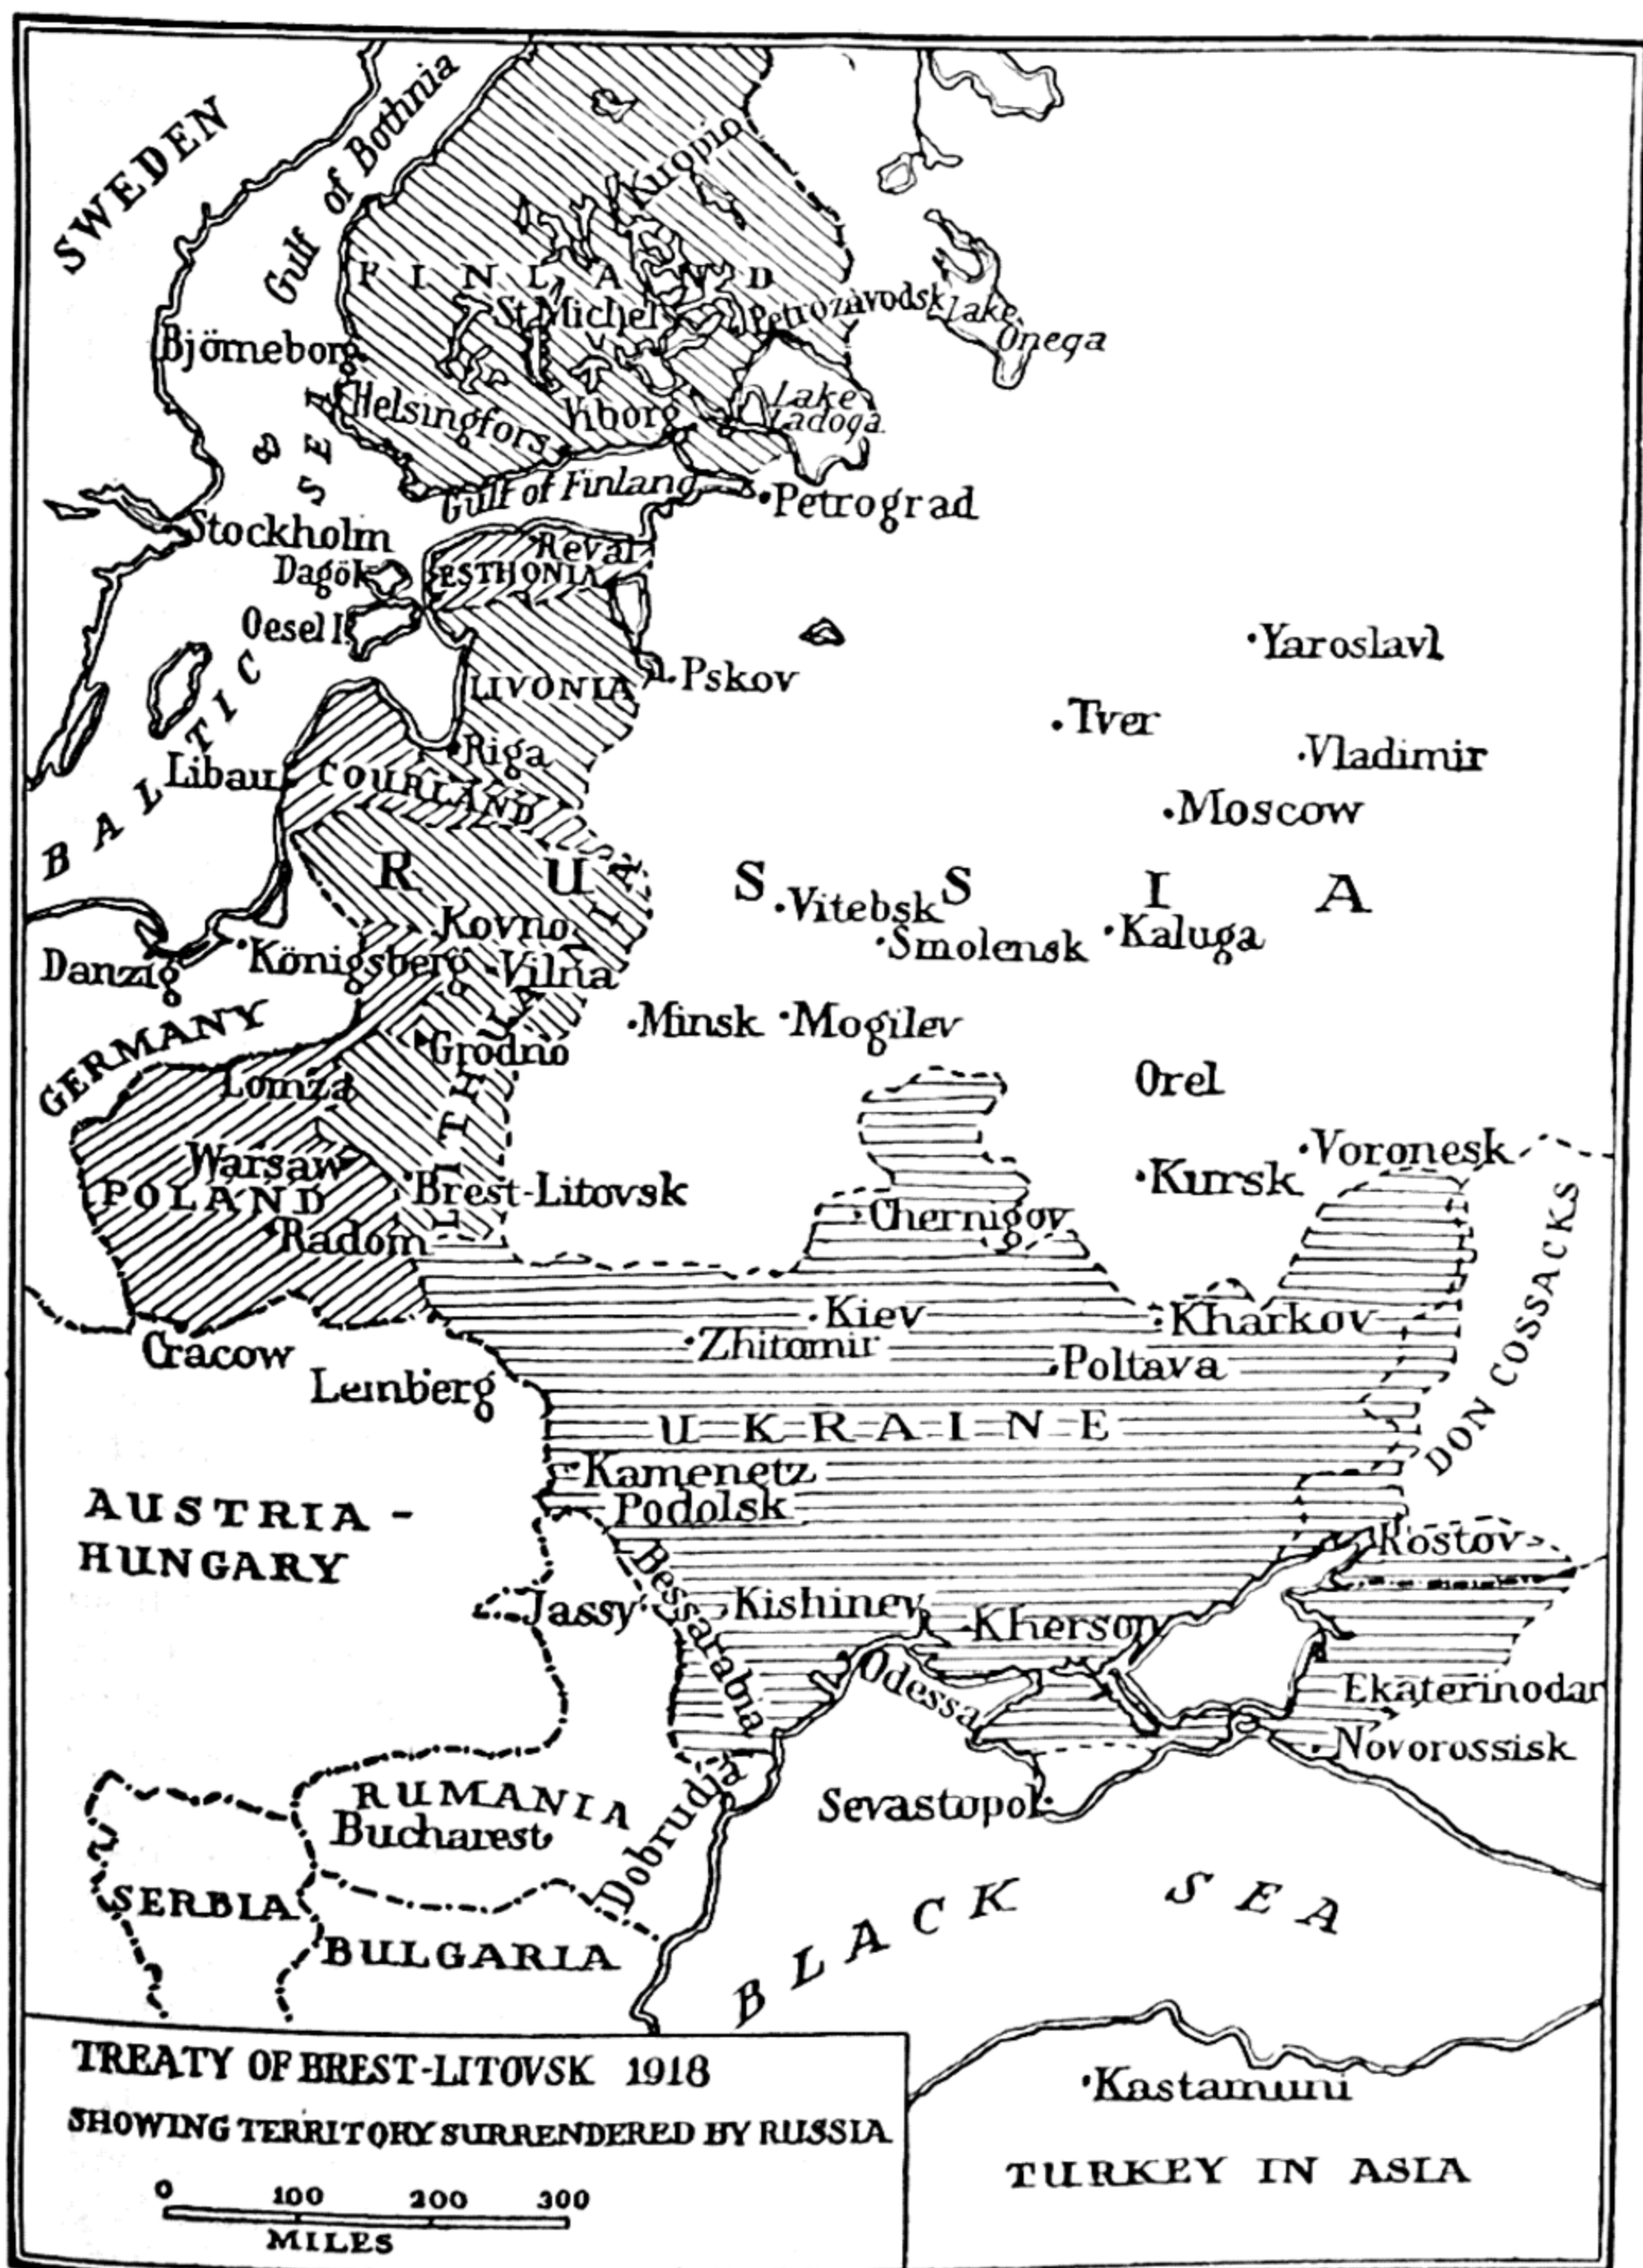 SWEDEN
Gulf of Bothnia
Kuropio
FINLAND
St Michel
Petrozavodsk
Lake Onega
Björneborg
Helsingfors
Viborg
Lake Ladoga
Gulf of Finland
Petrograd
Stockholm
Reval
ESTHONIA
Dagö I.
Oesel I.
BALTIC SEA
&
Yaroslavl
LIVONIA
Pskov
Tver
Vladimir
Riga
Libau
COURLAND
Moscow
RUSSIA
Vitebsk
Smolensk
Kaluga
Kovno
Danzig
Königsberg
Vilna
GERMANY
Minsk
Mogilev
Grodno
LITHUANIA
Lomza
Orel
Warsaw
POLAND
Brest-Litovsk
Radom
Voronesk
Kursk
Chernigov
DON COSSACKS
Kiev
Kharkov
Zhitomir
Poltava
Cracow
Lemberg
UKRAINE
Kamenetz
Podolsk
AUSTRIA -
HUNGARY
Rostov
Bessarabia
Jassy
Kishinev
Kherson
Odessa
Ekaterinodar
Novorossisk
Sevastopol
RUMANIA
Bucharest
Dobrudja
SERBIA
BULGARIA
BLACK SEA
TREATY OF BREST-LITOVSK 1918
SHOWING TERRITORY SURRENDERED BY RUSSIA
0 100 200 300
MILES
Kastamuni
TURKEY IN ASIA